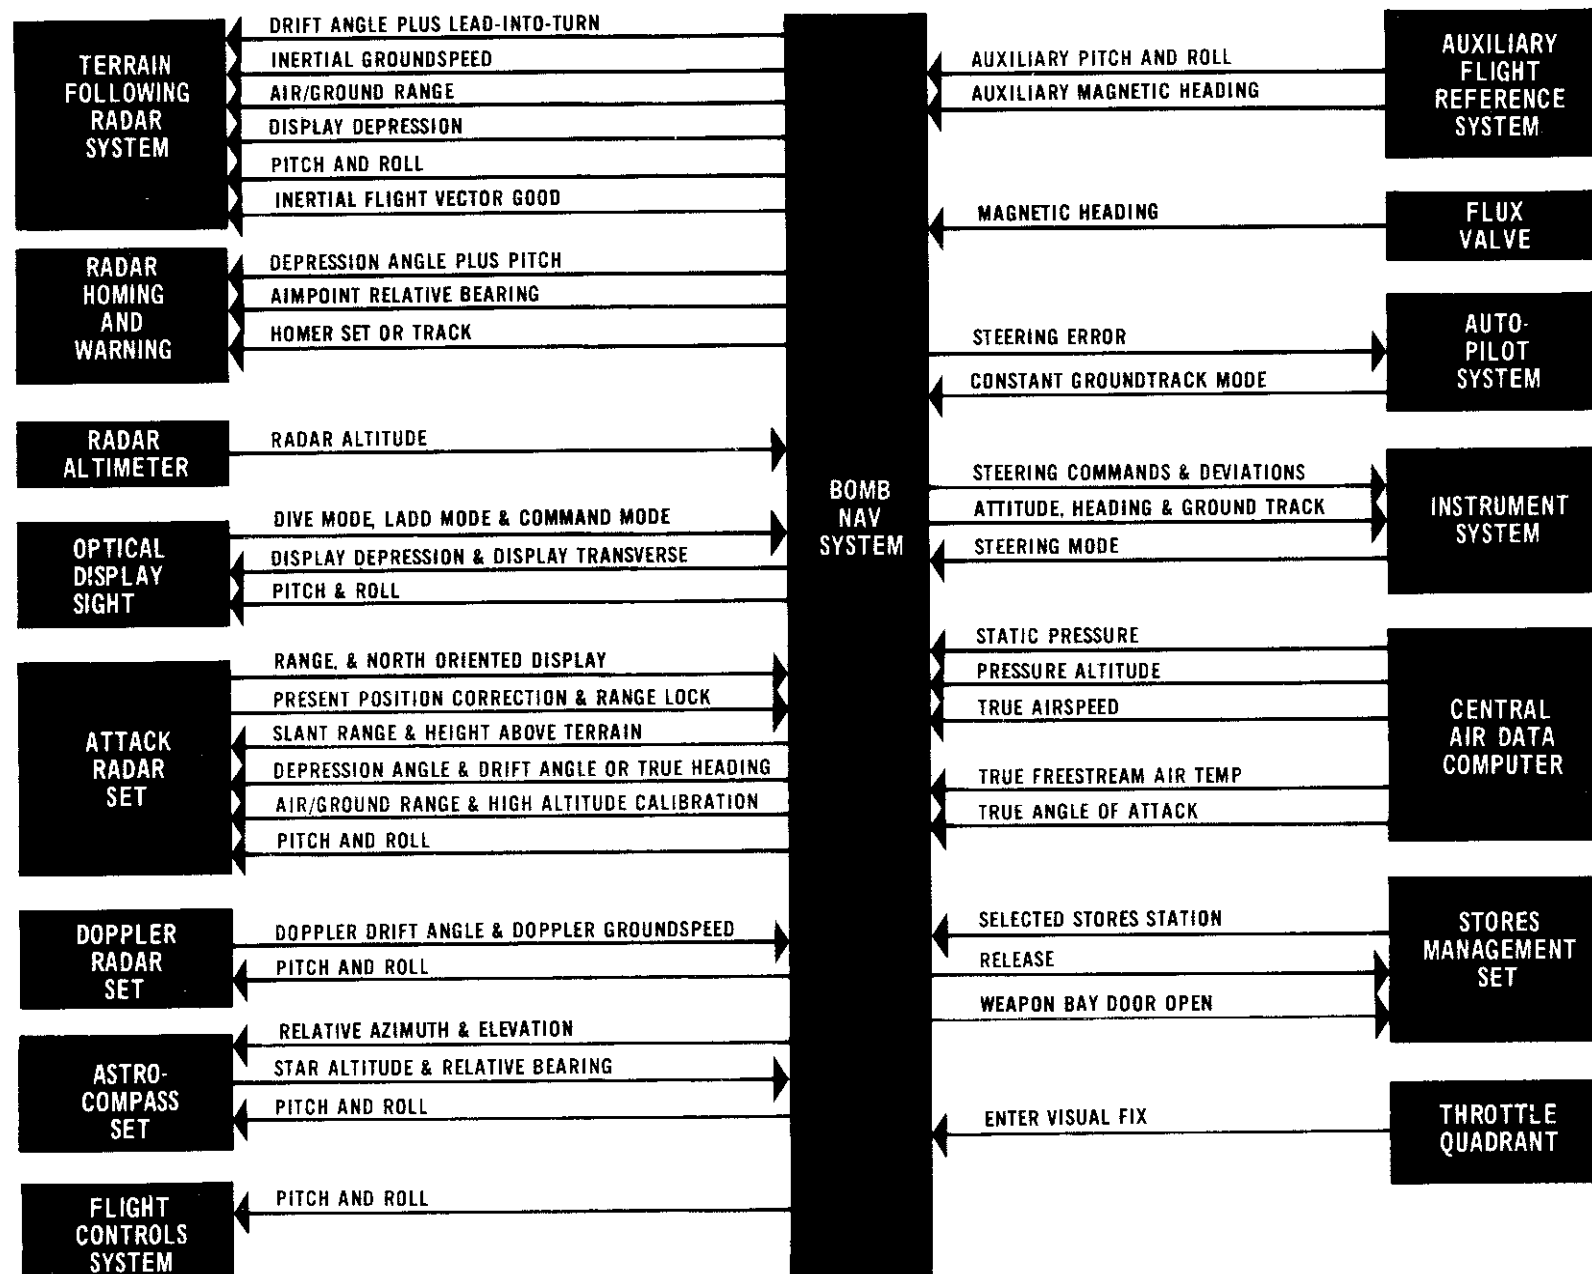 TERRAIN
FOLLOWING
RADAR
SYSTEM
DRIFT ANGLE PLUS LEAD-INTO-TURN
INERTIAL GROUNDSPEED
AIR/GROUND RANGE
DISPLAY DEPRESSION
PITCH AND ROLL
INERTIAL FLIGHT VECTOR GOOD
RADAR
HOMING
AND
WARNING
DEPRESSION ANGLE PLUS PITCH
AIMPOINT RELATIVE BEARING
HOMER SET OR TRACK
RADAR
ALTIMETER
RADAR ALTITUDE
OPTICAL
DISPLAY
SIGHT
DIVE MODE, LADD MODE & COMMAND MODE
DISPLAY DEPRESSION & DISPLAY TRANSVERSE
PITCH & ROLL
ATTACK
RADAR
SET
RANGE, & NORTH ORIENTED DISPLAY
PRESENT POSITION CORRECTION & RANGE LOCK
SLANT RANGE & HEIGHT ABOVE TERRAIN
DEPRESSION ANGLE & DRIFT ANGLE OR TRUE HEADING
AIR/GROUND RANGE & HIGH ALTITUDE CALIBRATION
PITCH AND ROLL
DOPPLER
RADAR
SET
DOPPLER DRIFT ANGLE & DOPPLER GROUNDSPEED
PITCH AND ROLL
ASTRO-
COMPASS
SET
RELATIVE AZIMUTH & ELEVATION
STAR ALTITUDE & RELATIVE BEARING
PITCH AND ROLL
FLIGHT
CONTROLS
SYSTEM
PITCH AND ROLL
BOMB
NAV
SYSTEM
AUXILIARY PITCH AND ROLL
AUXILIARY MAGNETIC HEADING
AUXILIARY
FLIGHT
REFERENCE
SYSTEM
MAGNETIC HEADING
FLUX
VALVE
STEERING ERROR
CONSTANT GROUNDTRACK MODE
AUTO-
PILOT
SYSTEM
STEERING COMMANDS & DEVIATIONS
ATTITUDE, HEADING & GROUND TRACK
STEERING MODE
INSTRUMENT
SYSTEM
STATIC PRESSURE
PRESSURE ALTITUDE
TRUE AIRSPEED
TRUE FREESTREAM AIR TEMP
TRUE ANGLE OF ATTACK
CENTRAL
AIR DATA
COMPUTER
SELECTED STORES STATION
RELEASE
WEAPON BAY DOOR OPEN
STORES
MANAGEMENT
SET
ENTER VISUAL FIX
THROTTLE
QUADRANT